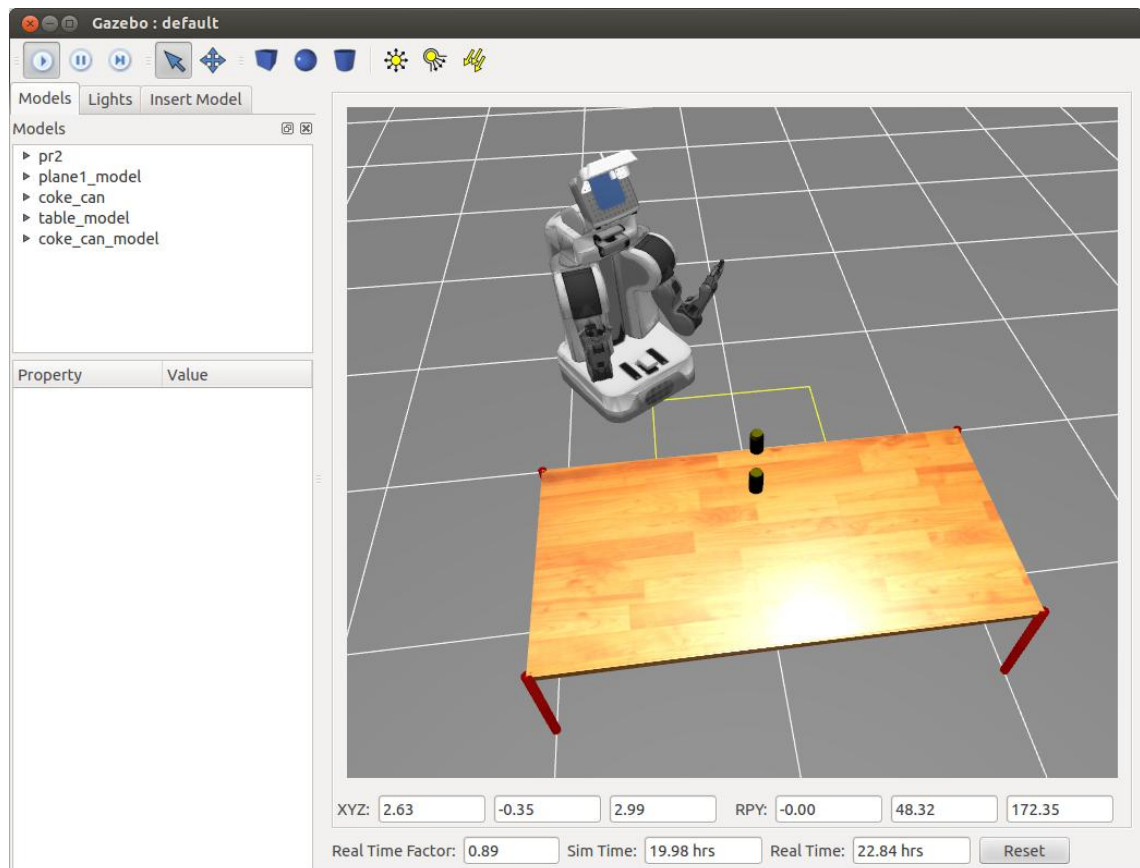 Gazebo : default
Models Lights Insert Model
Models
pr2
plane1_model
coke_can
table_model
coke_can_model
Property Value
XYZ: 2.63 -0.35 2.99 RPY: -0.00 48.32 172.35
Real Time Factor: 0.89 Sim Time: 19.98 hrs Real Time: 22.84 hrs Reset